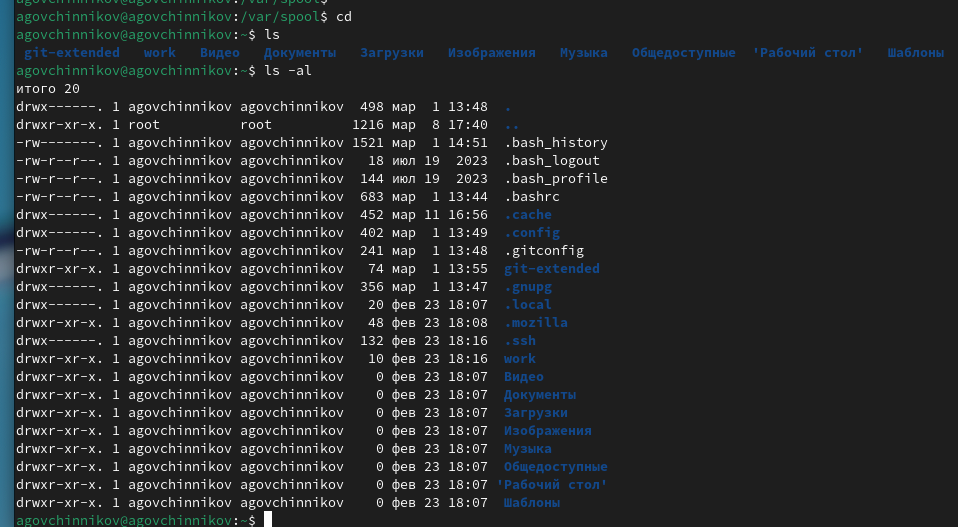 agovchinnikov@agovchinnikov:/var/spool$
agovchinnikov@agovchinnikov:/var/spool$ cd
agovchinnikov@agovchinnikov:~$ ls
git-extended work Видео Документы Загрузки Изображения Музыка Общедоступные 'Рабочий стол' Шаблоны
agovchinnikov@agovchinnikov:~$ ls -al
итого 20
drwx------. 1 agovchinnikov agovchinnikov 498 мар 1 13:48 .
drwxr-xr-x. 1 root root 1216 мар 8 17:40 ..
-rw-------. 1 agovchinnikov agovchinnikov 1521 мар 1 14:51 .bash_history
-rw-r--r--. 1 agovchinnikov agovchinnikov 18 июл 19 2023 .bash_logout
-rw-r--r--. 1 agovchinnikov agovchinnikov 144 июл 19 2023 .bash_profile
-rw-r--r--. 1 agovchinnikov agovchinnikov 683 мар 1 13:44 .bashrc
drwx------. 1 agovchinnikov agovchinnikov 452 мар 11 16:56 .cache
drwx------. 1 agovchinnikov agovchinnikov 402 мар 1 13:49 .config
-rw-r--r--. 1 agovchinnikov agovchinnikov 241 мар 1 13:48 .gitconfig
drwxr-xr-x. 1 agovchinnikov agovchinnikov 74 мар 1 13:55 git-extended
drwx------. 1 agovchinnikov agovchinnikov 356 мар 1 13:47 .gnupg
drwx------. 1 agovchinnikov agovchinnikov 20 фев 23 18:07 .local
drwxr-xr-x. 1 agovchinnikov agovchinnikov 48 фев 23 18:08 .mozilla
drwx------. 1 agovchinnikov agovchinnikov 132 фев 23 18:16 .ssh
drwxr-xr-x. 1 agovchinnikov agovchinnikov 10 фев 23 18:16 work
drwxr-xr-x. 1 agovchinnikov agovchinnikov 0 фев 23 18:07 Видео
drwxr-xr-x. 1 agovchinnikov agovchinnikov 0 фев 23 18:07 Документы
drwxr-xr-x. 1 agovchinnikov agovchinnikov 0 фев 23 18:07 Загрузки
drwxr-xr-x. 1 agovchinnikov agovchinnikov 0 фев 23 18:07 Изображения
drwxr-xr-x. 1 agovchinnikov agovchinnikov 0 фев 23 18:07 Музыка
drwxr-xr-x. 1 agovchinnikov agovchinnikov 0 фев 23 18:07 Общедоступные
drwxr-xr-x. 1 agovchinnikov agovchinnikov 0 фев 23 18:07 'Рабочий стол'
drwxr-xr-x. 1 agovchinnikov agovchinnikov 0 фев 23 18:07 Шаблоны
agovchinnikov@agovchinnikov:~$